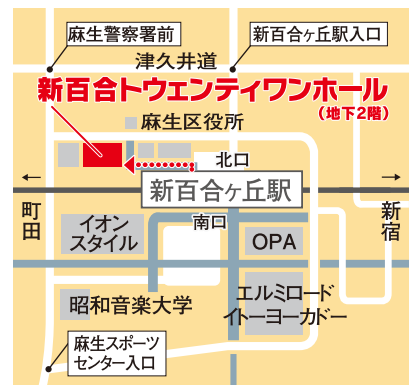 麻生警察署前
新百合ヶ丘駅入口
津久井道
新百合トウェンティワンホール
(地下2階)
麻生区役所
北口
←
→
新百合ヶ丘駅
町田
新宿
南口
イオン
スタイル
OPA
昭和音楽大学
エルミロード
イトーヨーカドー
麻生スポーツ
センター入口